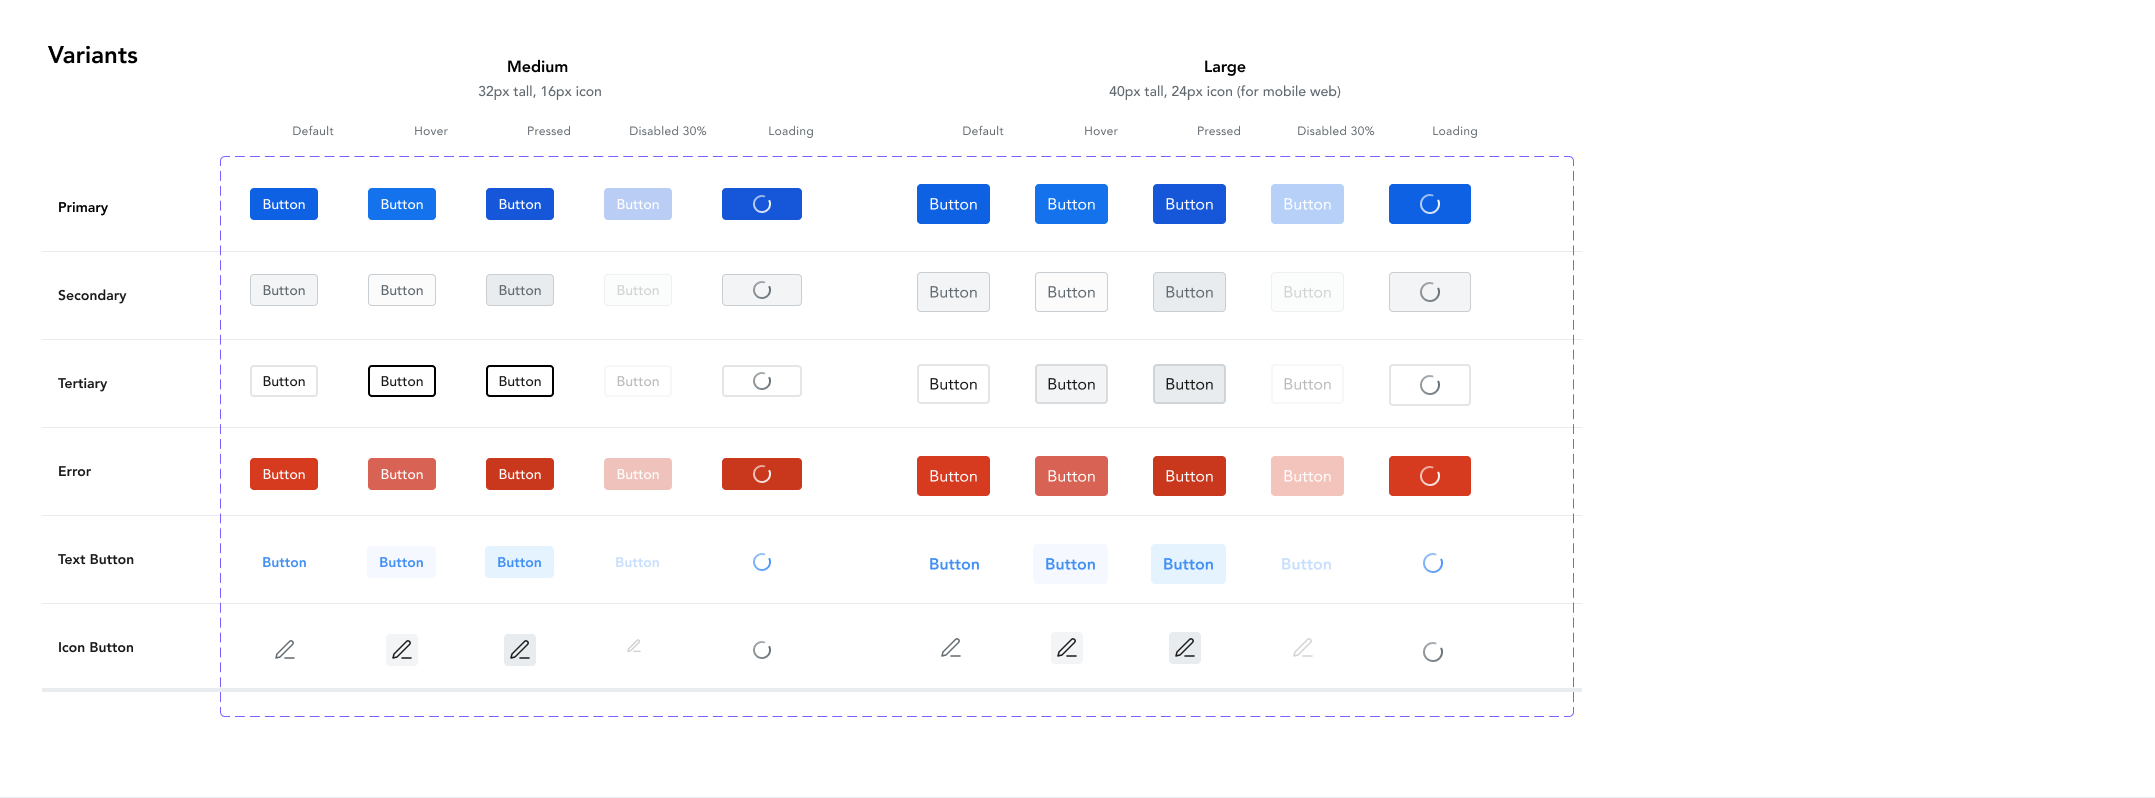 Variants
Medium
Large
32px tall, 16px icon
40px tall, 24px icon (for mobile web)
Default Hover Pressed Disabled 30% Loading Default Hover Pressed Disabled 30% Loading
Primary Button Button Button Button Button Button Button Button
Secondary Button Button Button Button Button Button Button Button
Tertiary Button Button Button Button Button Button Button Button
Error Button Button Button Button Button Button Button Button
Text Button Button Button Button Button Button Button Button Button
Icon Button